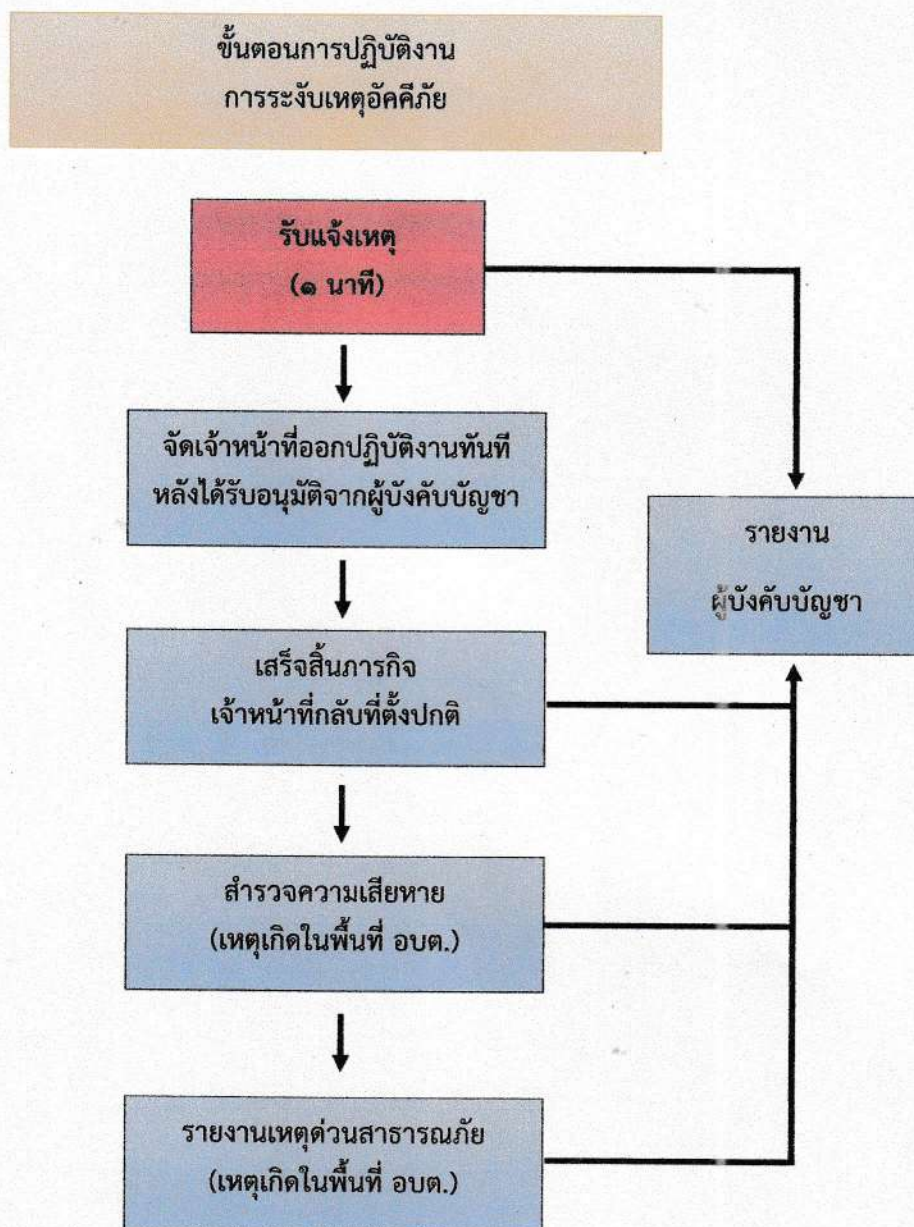 ขั้นตอนการปฏิบัติงาน
การระงับเหตุอัคคีภัย
รับแจ้งเหตุ
(๑ นาที)
จัดเจ้าหน้าที่ออกปฏิบัติงานทันที
หลังได้รับอนุมัติจากผู้บังคับบัญชา
รายงาน
ผู้บังคับบัญชา
เสร็จสิ้นภารกิจ
เจ้าหน้าที่กลับที่ตั้งปกติ
สำรวจความเสียหาย
(เหตุเกิดในพื้นที่ อบต.)
รายงานเหตุด่วนสาธารณภัย
(เหตุเกิดในพื้นที่ อบต.)